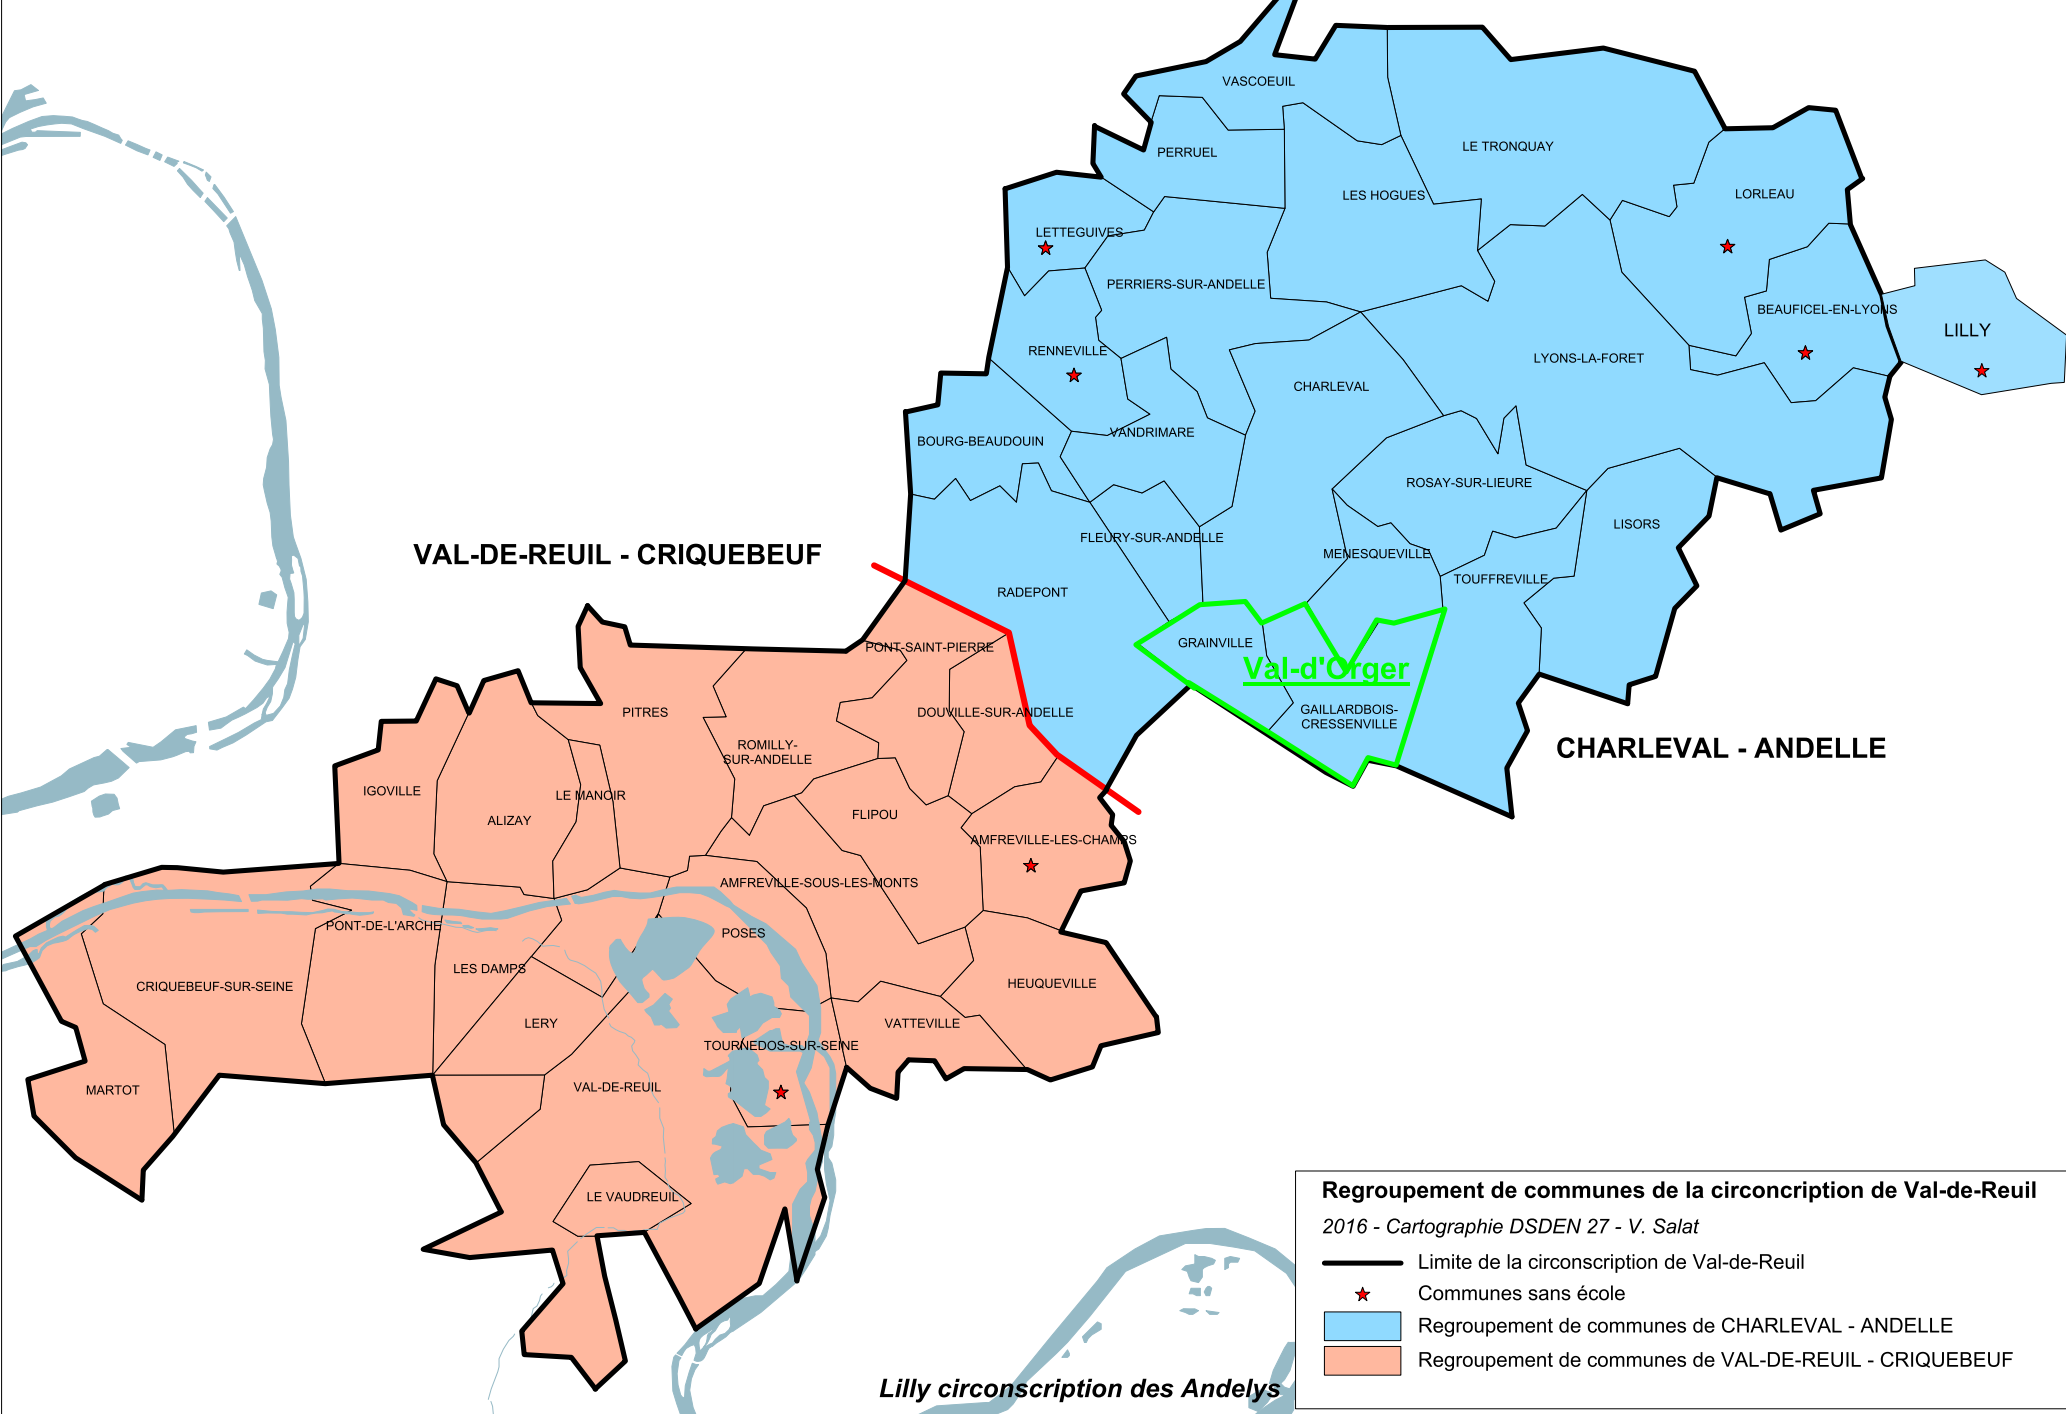 VASCOEUIL
PERRUEL
LE TRONQUAY
LES HOGUES
LORLEAU
LETTEGUIVES
PERRIERS-SUR-ANDELLE
BEAUFICEL-EN-LYONS
LILLY
RENNEVILLE
LYONS-LA-FORET
CHARLEVAL
VANDRIMARE
BOURG-BEAUDOUIN
ROSAY-SUR-LIEURE
LISORS
FLEURY-SUR-ANDELLE
VAL-DE-REUIL - CRIQUEBEUF
MENESQUEVILLE
TOUFFREVILLE
RADEPONT
GRAINVILLE
PONT-SAINT-PIERRE
Val-d'Orger
DOUVILLE-SUR-ANDELLE
GAILLARDBOIS-
CRESSENVILLE
PITRES
ROMILLY-
SUR-ANDELLE
CHARLEVAL - ANDELLE
IGOVILLE
LE MANOIR
ALIZAY
FLIPOU
AMFREVILLE-LES-CHAMPS
AMFREVILLE-SOUS-LES-MONTS
PONT-DE-L'ARCHE
POSES
LES DAMPS
CRIQUEBEUF-SUR-SEINE
HEUQUEVILLE
LERY
VATTEVILLE
TOURNEDOS-SUR-SEINE
MARTOT
VAL-DE-REUIL
LE VAUDREUIL
Regroupement de communes de la circoncription de Val-de-Reuil
2016 - Cartographie DSDEN 27 - V. Salat
Limite de la circonscription de Val-de-Reuil
Communes sans école
Regroupement de communes de CHARLEVAL - ANDELLE
Regroupement de communes de VAL-DE-REUIL - CRIQUEBEUF
Lilly circonscription des Andelys